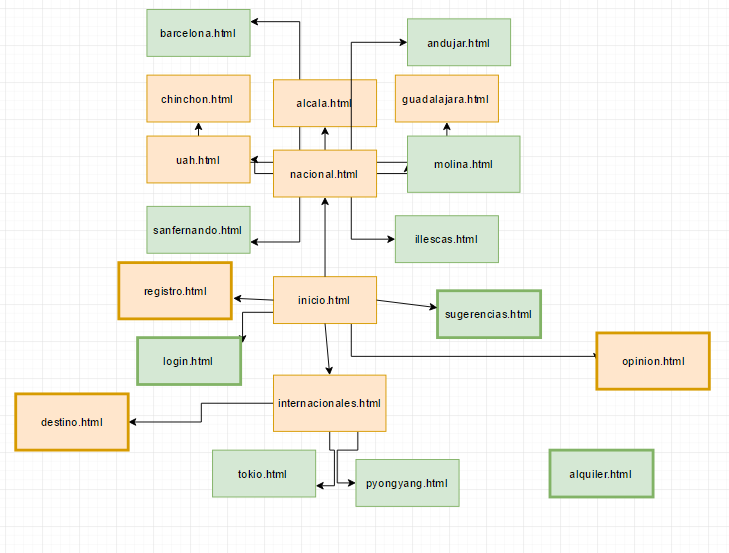 barcelona.html
andujar.html
chinchon.html
alcala.html
guadalajara.html
uah.html
nacional.html
molina.html
sanfernando.html
illescas.html
registro.html
inicio.html
sugerencias.html
login.html
opinion.html
internacionales.html
destino.html
tokio.html
pyongyang.html
alquiler.html